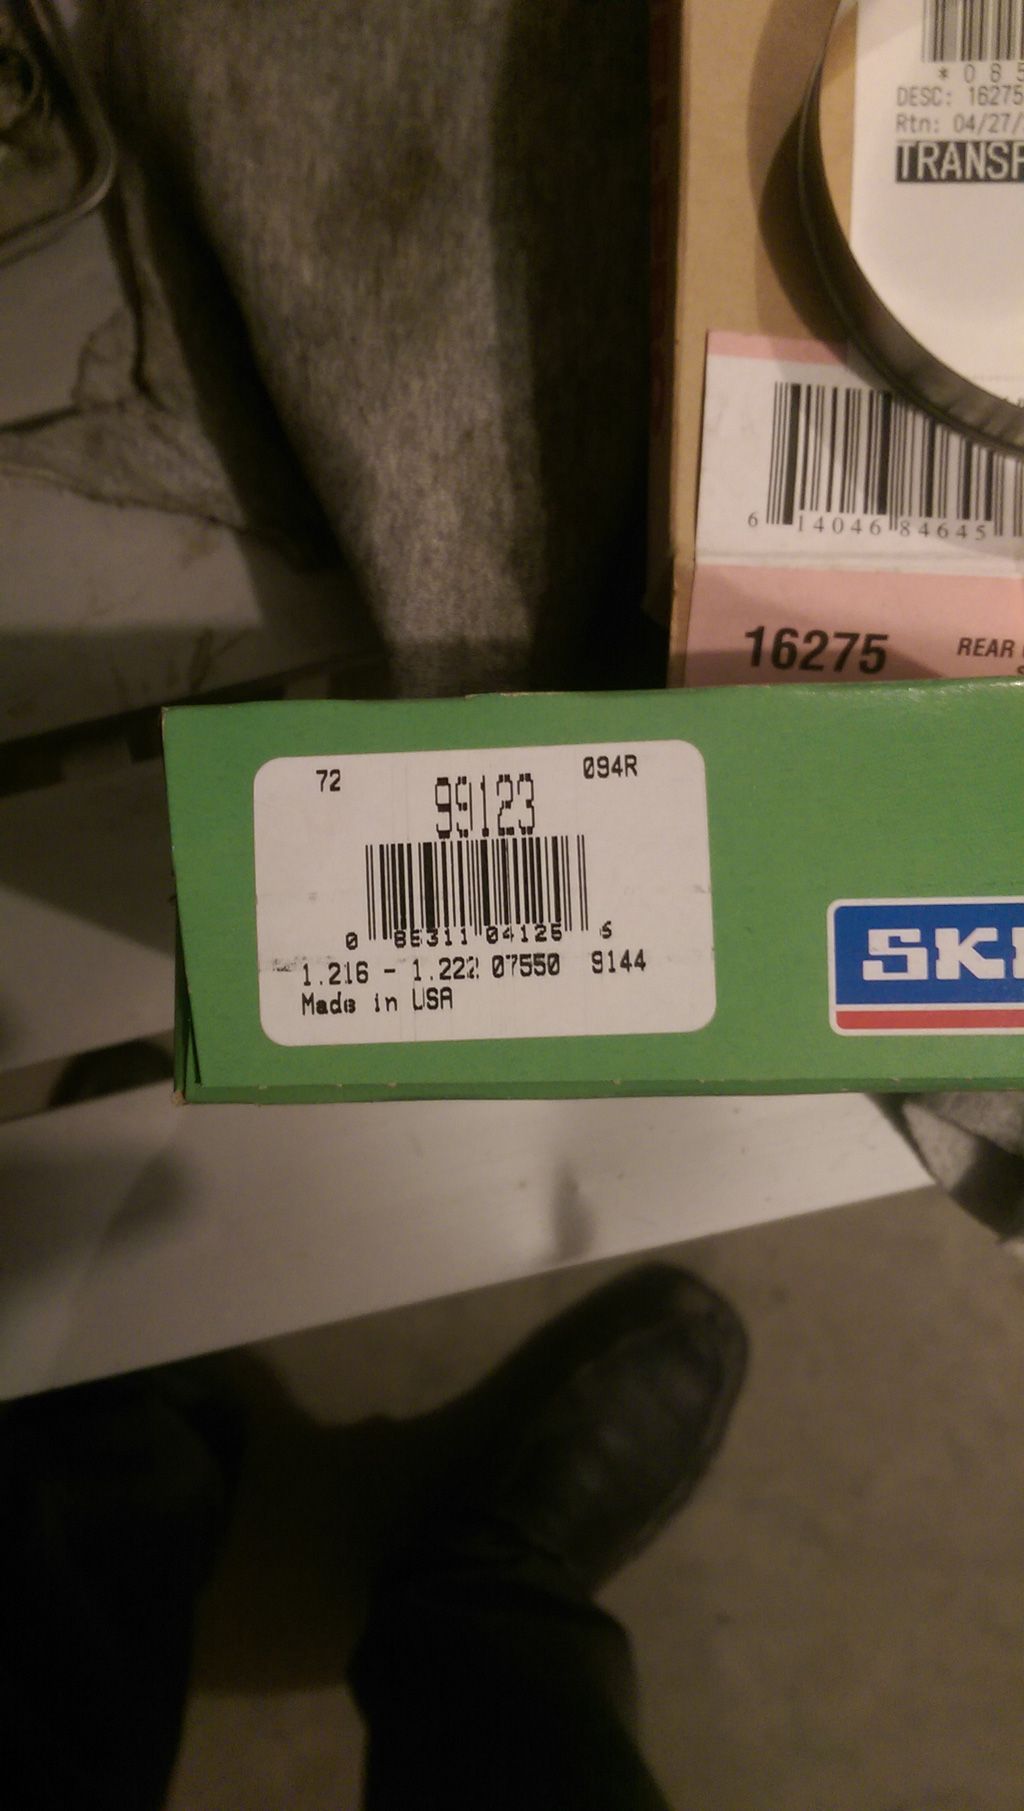 * 0 8 5
DESC: 16275
Rtn: 04/27/
TRANSF
6 14046 84645
16275 REAR
72 99123 094R
0 85311 04125 6
1.216 - 1.222 07550 9144
Made in USA
SKF